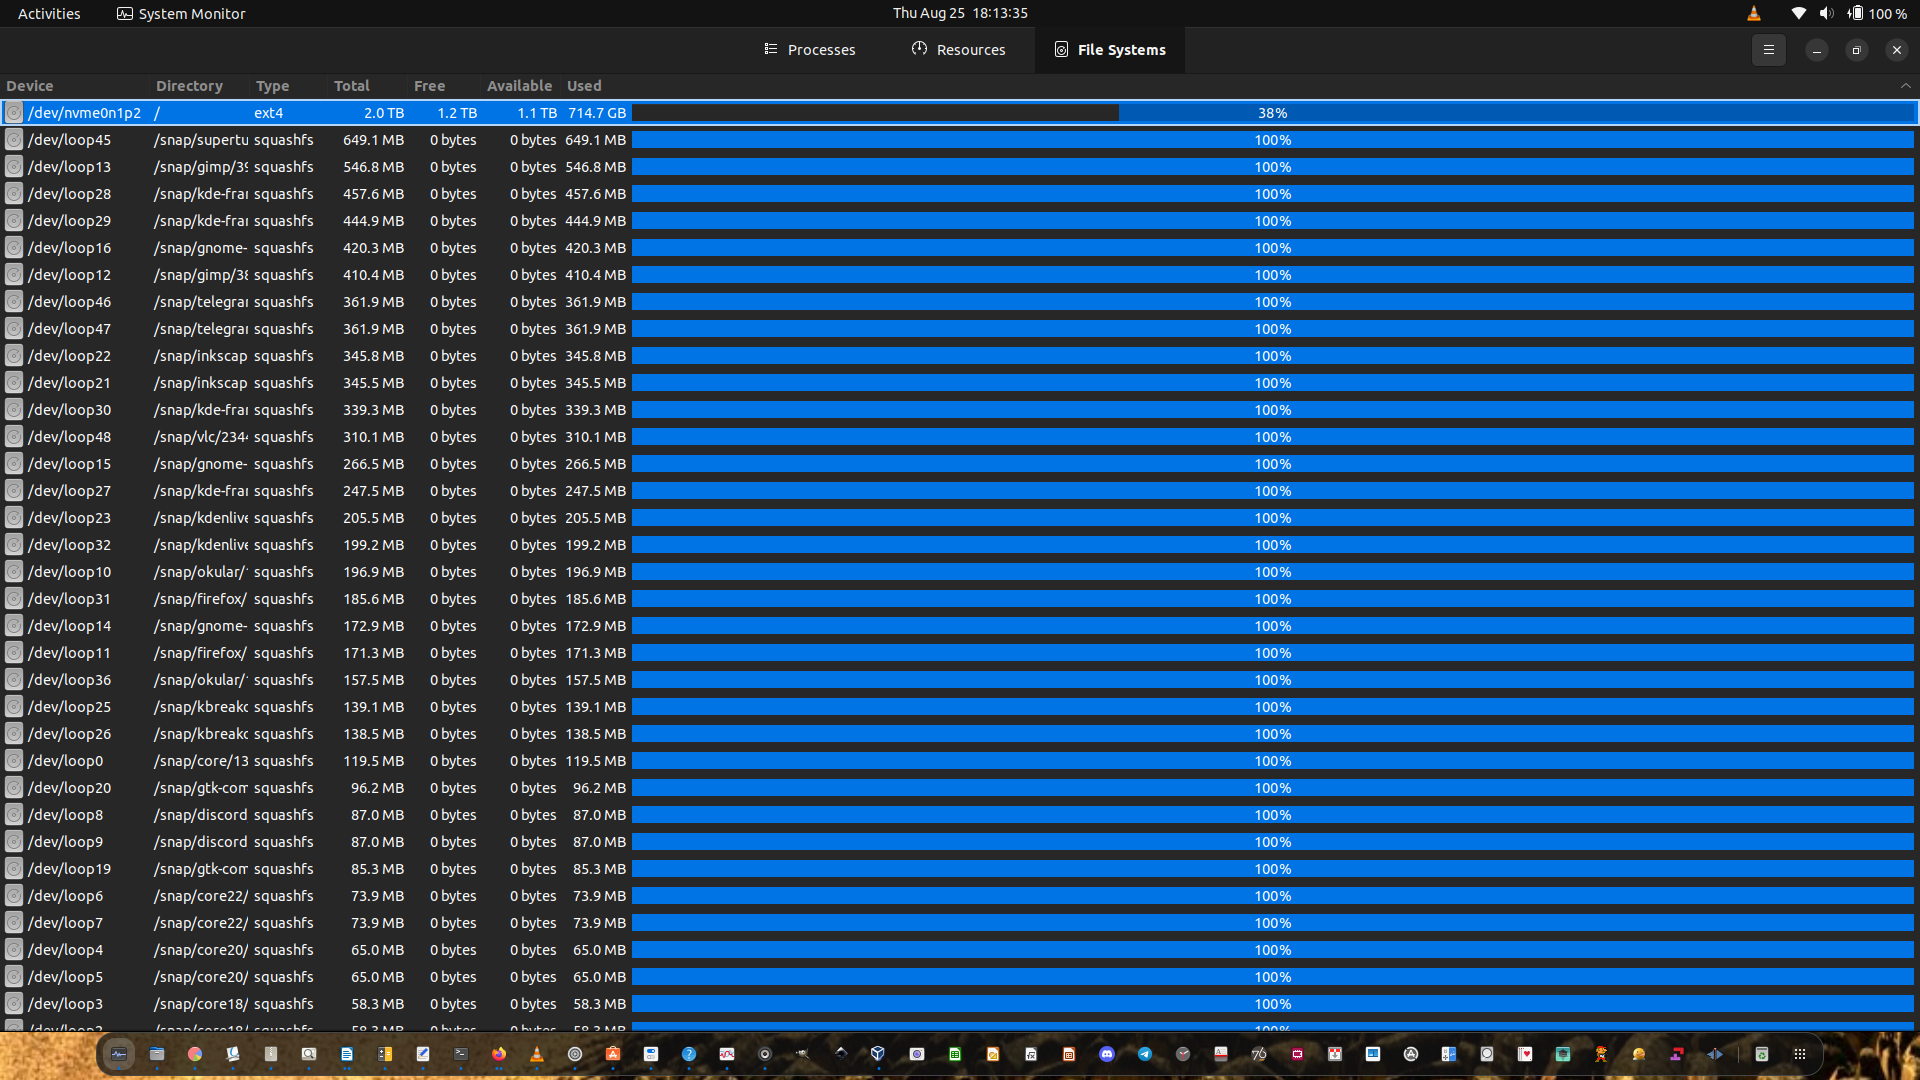 Activities System Monitor Thu Aug 25 18:13:35 100 %
Processes Resources File Systems
Device Directory Type Total Free Available Used
/dev/nvme0n1p2 / ext4 2.0 TB 1.2 TB 1.1 TB 714.7 GB 38%
/dev/loop45 /snap/supertu squashfs 649.1 MB 0 bytes 0 bytes 649.1 MB 100%
/dev/loop13 /snap/gimp/39 squashfs 546.8 MB 0 bytes 0 bytes 546.8 MB 100%
/dev/loop28 /snap/kde-frar squashfs 457.6 MB 0 bytes 0 bytes 457.6 MB 100%
/dev/loop29 /snap/kde-frar squashfs 444.9 MB 0 bytes 0 bytes 444.9 MB 100%
/dev/loop16 /snap/gnome- squashfs 420.3 MB 0 bytes 0 bytes 420.3 MB 100%
/dev/loop12 /snap/gimp/38 squashfs 410.4 MB 0 bytes 0 bytes 410.4 MB 100%
/dev/loop46 /snap/telegrar squashfs 361.9 MB 0 bytes 0 bytes 361.9 MB 100%
/dev/loop47 /snap/telegrar squashfs 361.9 MB 0 bytes 0 bytes 361.9 MB 100%
/dev/loop22 /snap/inkscap squashfs 345.8 MB 0 bytes 0 bytes 345.8 MB 100%
/dev/loop21 /snap/inkscap squashfs 345.5 MB 0 bytes 0 bytes 345.5 MB 100%
/dev/loop30 /snap/kde-frar squashfs 339.3 MB 0 bytes 0 bytes 339.3 MB 100%
/dev/loop48 /snap/vlc/2344 squashfs 310.1 MB 0 bytes 0 bytes 310.1 MB 100%
/dev/loop15 /snap/gnome- squashfs 266.5 MB 0 bytes 0 bytes 266.5 MB 100%
/dev/loop27 /snap/kde-frar squashfs 247.5 MB 0 bytes 0 bytes 247.5 MB 100%
/dev/loop23 /snap/kdenlive squashfs 205.5 MB 0 bytes 0 bytes 205.5 MB 100%
/dev/loop32 /snap/kdenlive squashfs 199.2 MB 0 bytes 0 bytes 199.2 MB 100%
/dev/loop10 /snap/okular/ squashfs 196.9 MB 0 bytes 0 bytes 196.9 MB 100%
/dev/loop31 /snap/firefox/ squashfs 185.6 MB 0 bytes 0 bytes 185.6 MB 100%
/dev/loop14 /snap/gnome- squashfs 172.9 MB 0 bytes 0 bytes 172.9 MB 100%
/dev/loop11 /snap/firefox/ squashfs 171.3 MB 0 bytes 0 bytes 171.3 MB 100%
/dev/loop36 /snap/okular/ squashfs 157.5 MB 0 bytes 0 bytes 157.5 MB 100%
/dev/loop25 /snap/kbreako squashfs 139.1 MB 0 bytes 0 bytes 139.1 MB 100%
/dev/loop26 /snap/kbreako squashfs 138.5 MB 0 bytes 0 bytes 138.5 MB 100%
/dev/loop0 /snap/core/13 squashfs 119.5 MB 0 bytes 0 bytes 119.5 MB 100%
/dev/loop20 /snap/gtk-com squashfs 96.2 MB 0 bytes 0 bytes 96.2 MB 100%
/dev/loop8 /snap/discord squashfs 87.0 MB 0 bytes 0 bytes 87.0 MB 100%
/dev/loop9 /snap/discord squashfs 87.0 MB 0 bytes 0 bytes 87.0 MB 100%
/dev/loop19 /snap/gtk-com squashfs 85.3 MB 0 bytes 0 bytes 85.3 MB 100%
/dev/loop6 /snap/core22/ squashfs 73.9 MB 0 bytes 0 bytes 73.9 MB 100%
/dev/loop7 /snap/core22/ squashfs 73.9 MB 0 bytes 0 bytes 73.9 MB 100%
/dev/loop4 /snap/core20/ squashfs 65.0 MB 0 bytes 0 bytes 65.0 MB 100%
/dev/loop5 /snap/core20/ squashfs 65.0 MB 0 bytes 0 bytes 65.0 MB 100%
/dev/loop3 /snap/core18/ squashfs 58.3 MB 0 bytes 0 bytes 58.3 MB 100%
/dev/loop2 /snap/core18/ squashfs 58.3 MB 0 bytes 0 bytes 58.3 MB 100%